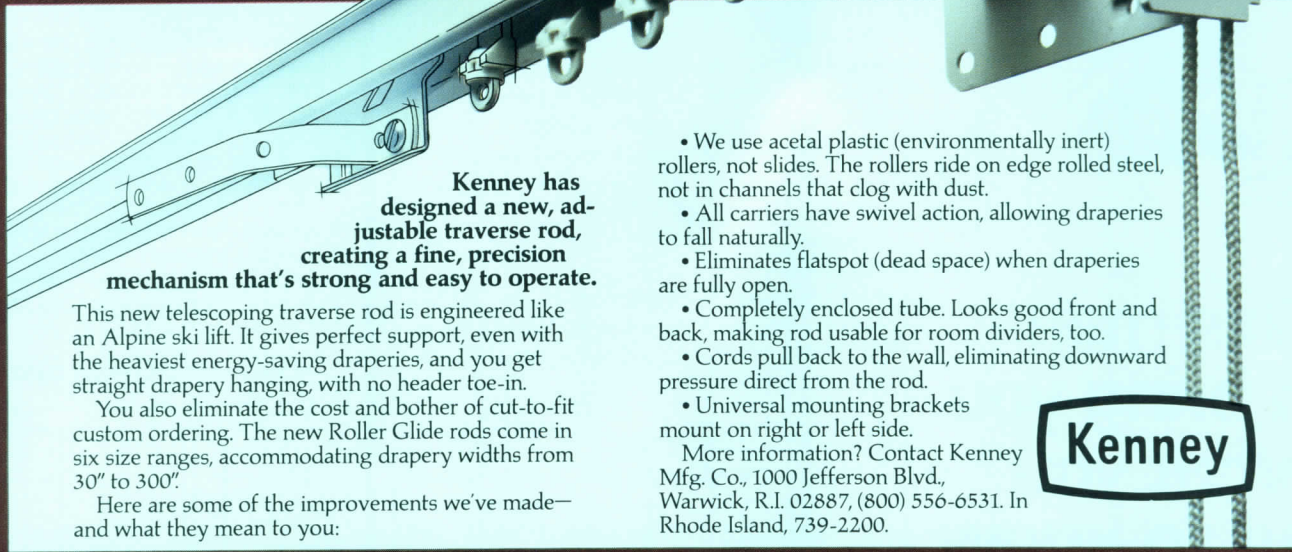 Kenney has
designed a new, ad-
justable traverse rod,
creating a fine, precision
mechanism that's strong and easy to operate.
This new telescoping traverse rod is engineered like
an Alpine ski lift. It gives perfect support, even with
the heaviest energy-saving draperies, and you get
straight drapery hanging, with no header toe-in.
You also eliminate the cost and bother of cut-to-fit
custom ordering. The new Roller Glide rods come in
six size ranges, accommodating drapery widths from
30″ to 300″.
Here are some of the improvements we've made—
and what they mean to you:
• We use acetal plastic (environmentally inert)
rollers, not slides. The rollers ride on edge rolled steel,
not in channels that clog with dust.
• All carriers have swivel action, allowing draperies
to fall naturally.
• Eliminates flatspot (dead space) when draperies
are fully open.
• Completely enclosed tube. Looks good front and
back, making rod usable for room dividers, too.
• Cords pull back to the wall, eliminating downward
pressure direct from the rod.
• Universal mounting brackets
mount on right or left side.
More information? Contact Kenney
Mfg. Co., 1000 Jefferson Blvd.,
Warwick, R.I. 02887, (800) 556-6531. In
Rhode Island, 739-2200.
Kenney